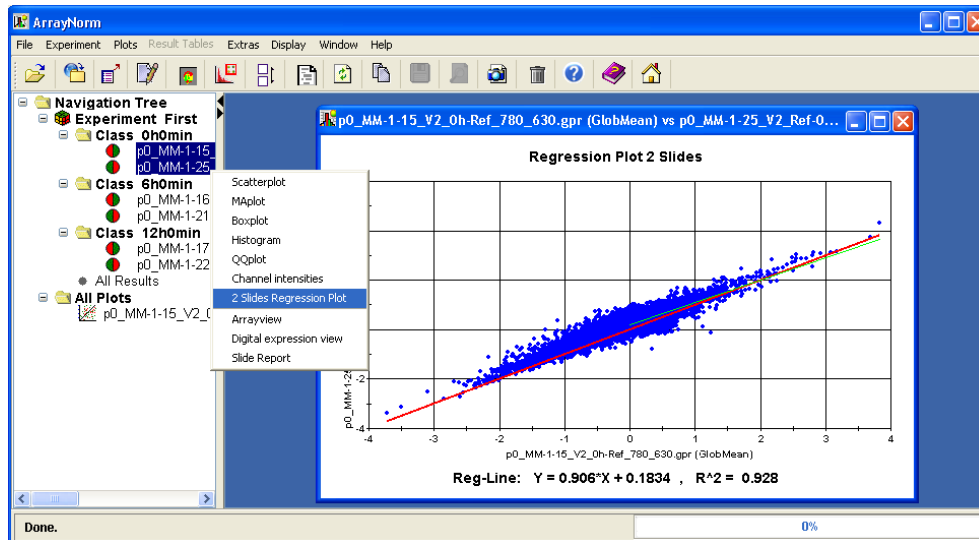 ArrayNorm
File Experiment Plots Result Tables Extras Display Window Help
Navigation Tree
Experiment First
Class 0h0min
p0_MM-1-15_
p0_MM-1-25
Class 6h0min
p0_MM-1-16
p0_MM-1-21
Class 12h0min
p0_MM-1-17
p0_MM-1-22
All Results
All Plots
p0_MM-1-15_V2_0
Scatterplot
MAplot
Boxplot
Histogram
QQplot
Channel intensities
2 Slides Regression Plot
Arrayview
Digital expression view
Slide Report
p0_MM-1-15_V2_0h-Ref_780_630.gpr (GlobMean) vs p0_MM-1-25_V2_Ref-0...
Regression Plot 2 Slides
p0_MM-1-25
-2
-4
-4 -3 -2 -1 0 1 2 3 4
p0_MM-1-15_V2_0h-Ref_780_630.gpr (GlobMean)
Reg-Line: Y = 0.906*X + 0.1834 , R^2 = 0.928
Done.
0%